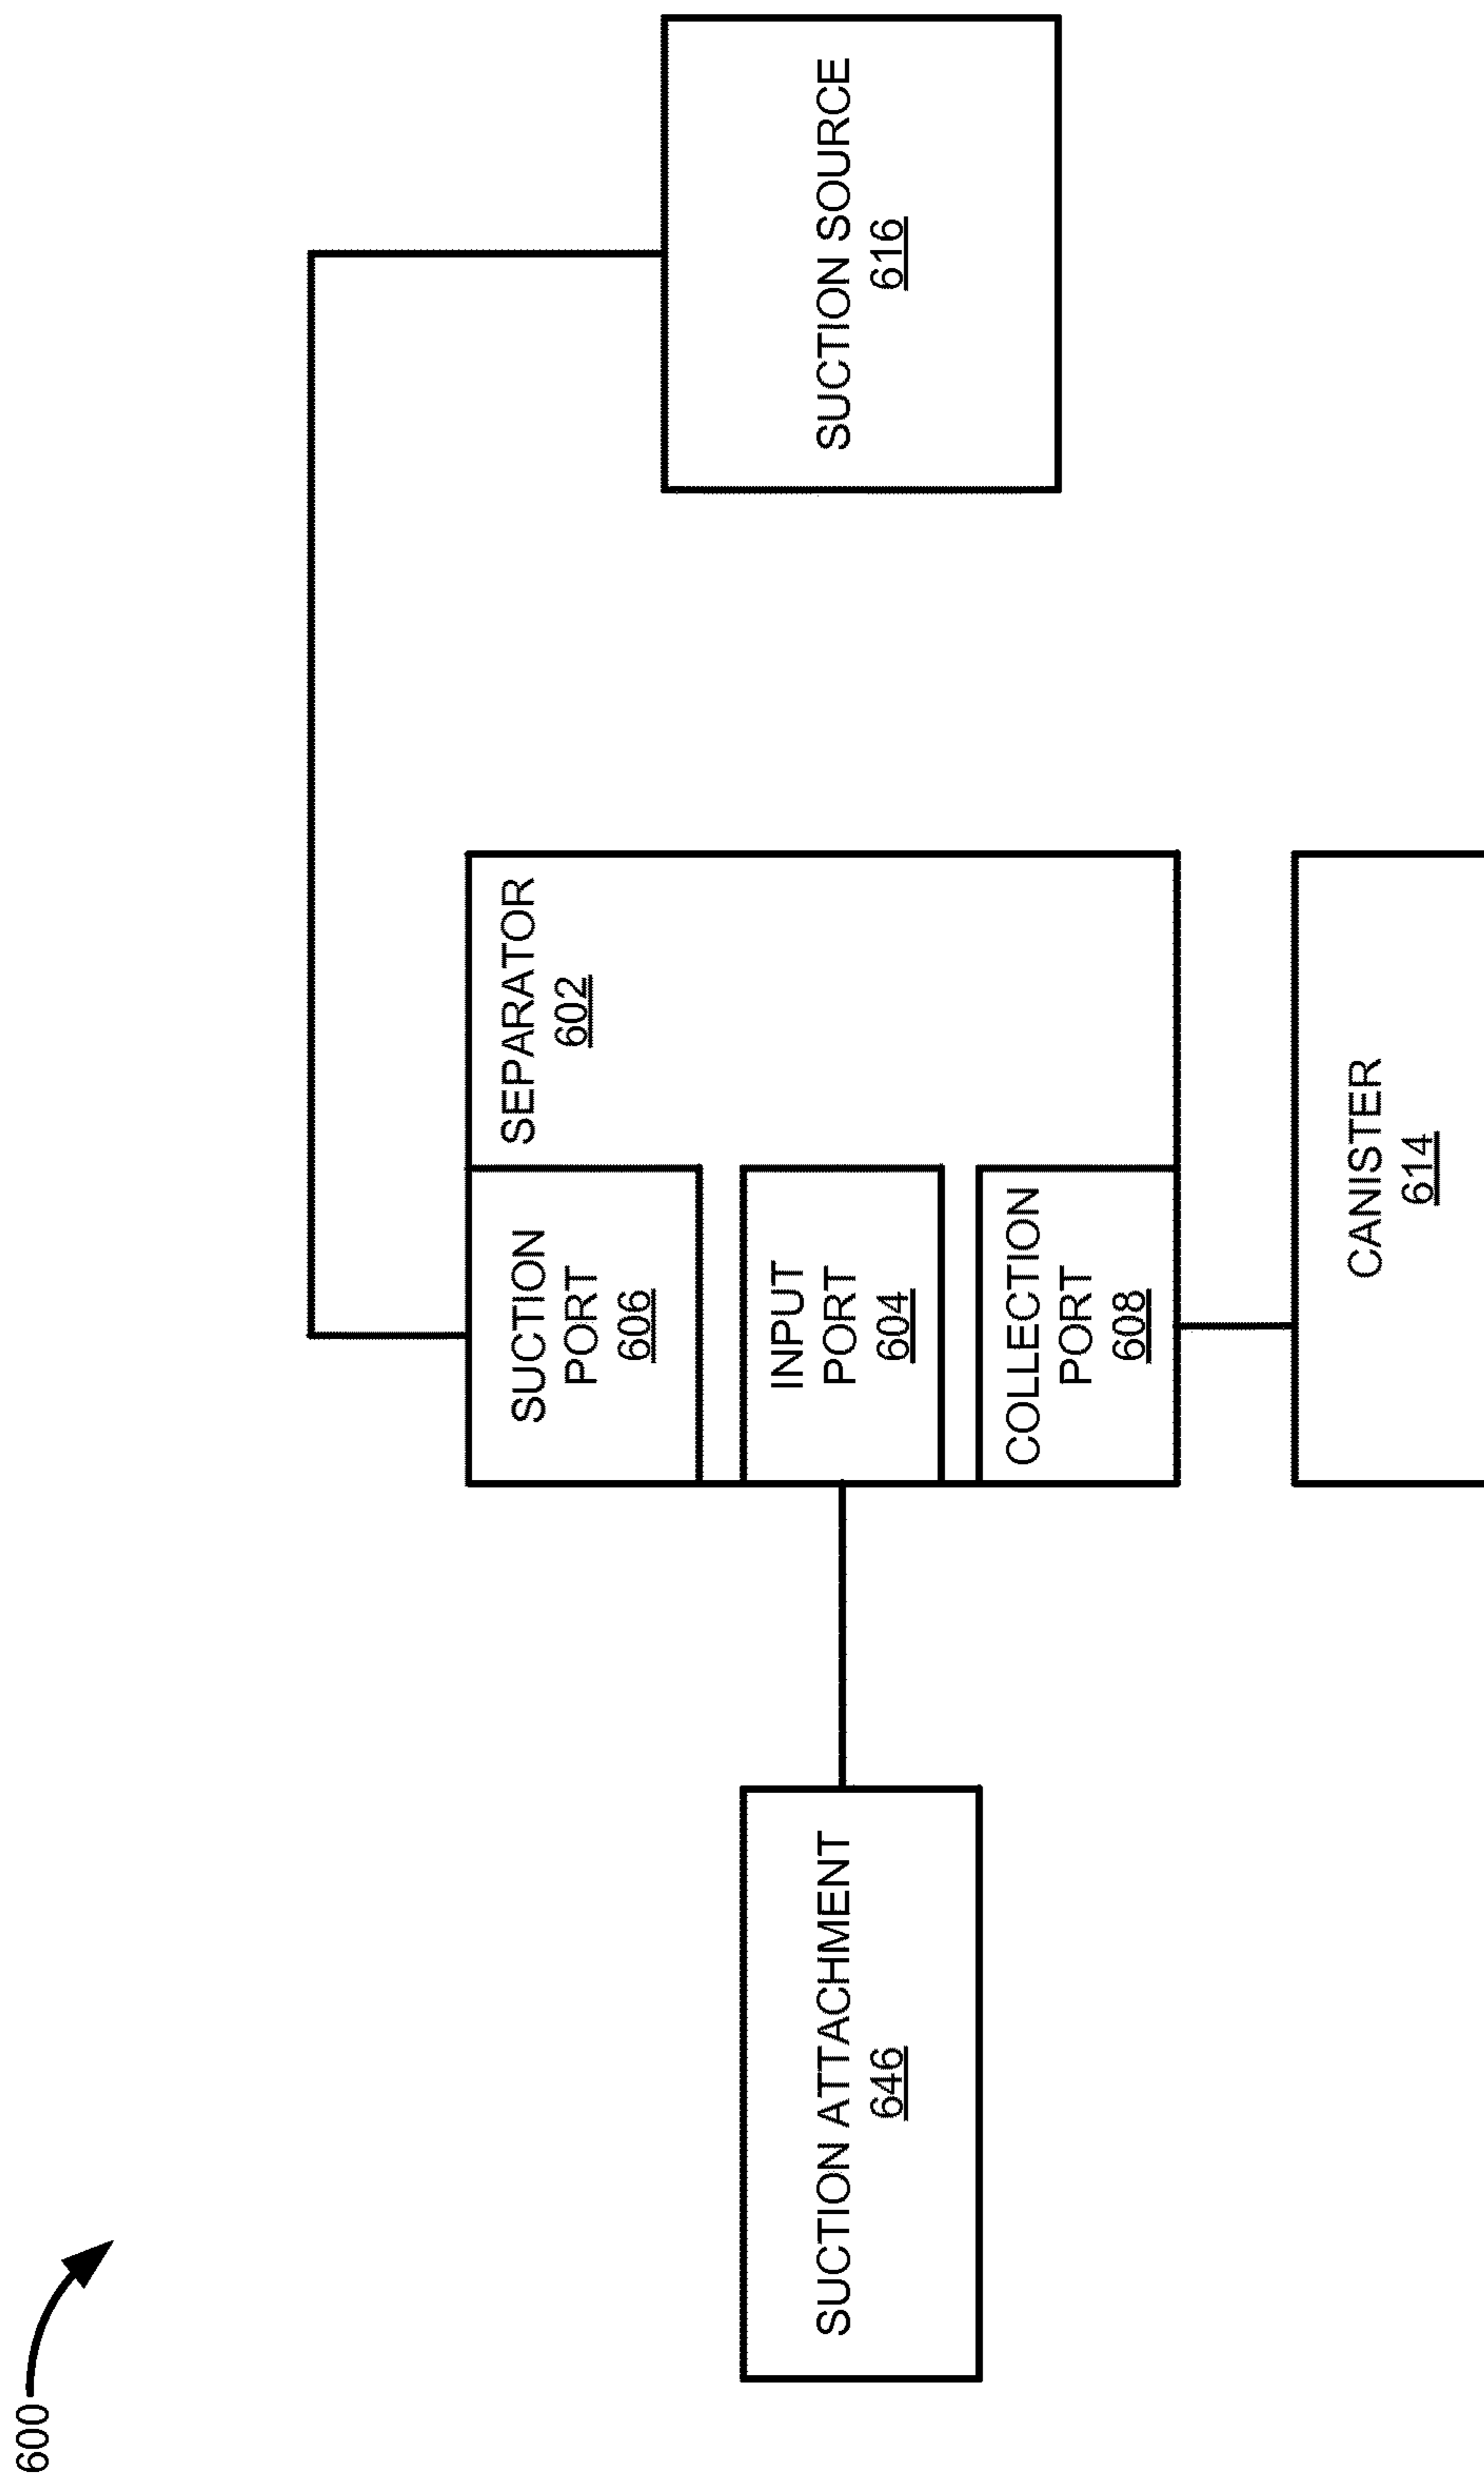 600
SUCTION ATTACHMENT
646
SUCTION
PORT
606
SEPARATOR
602
INPUT
PORT
604
COLLECTION
PORT
608
SUCTION SOURCE
616
CANISTER
614